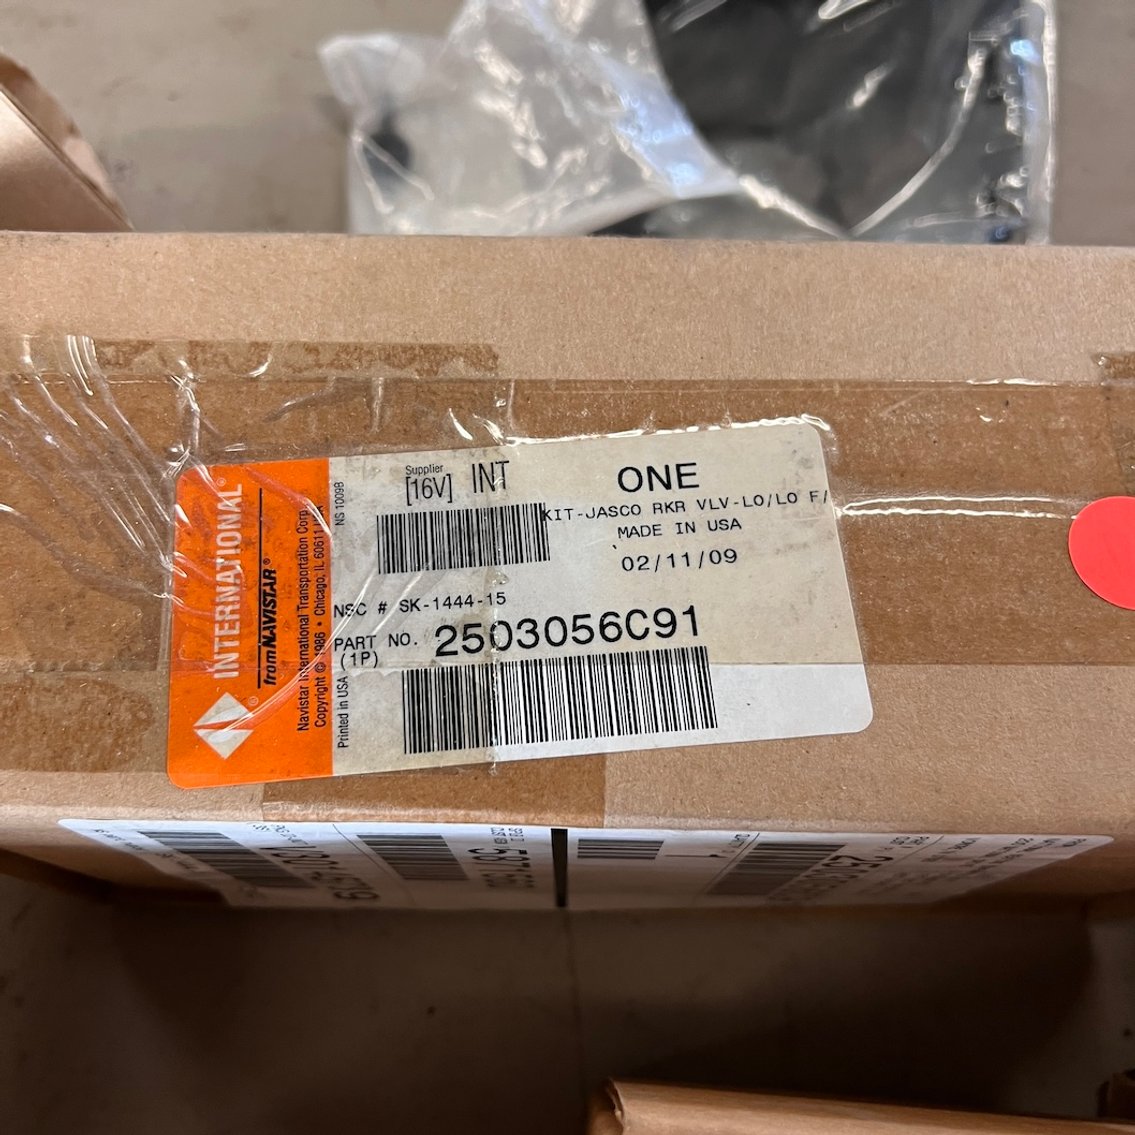 INTERNATIONAL®
from NAVISTAR®
Navistar International Transportation Corp.
Copyright © 1986 • Chicago, IL 60611 USA
Printed in USA
NS 10098
Supplier
[16V] INT
ONE
KIT-JASCO RKR VLV-LO/LO F/
MADE IN USA
02/11/09
NSC # SK-1444-15
PART NO. 2503056C91
(1P)